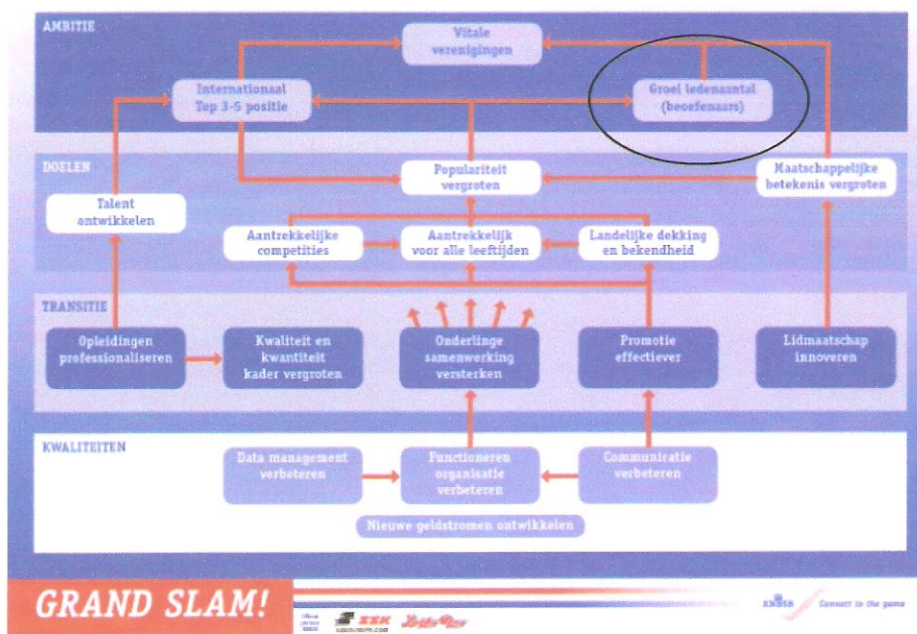 AMBITIE
Vitale
verenigingen
Internationaal
Top 3-5 positie
Groei ledenaantal
(beoefenaars)
DOELEN
Populariteit
vergroten
Maatschappelijke
betekenis vergroten
Talent
ontwikkelen
Aantrekkelijke
competities
Aantrekkelijk
voor alle leeftijden
Landelijke dekking
en bekendheid
TRANSITIE
Opleidingen
professionaliseren
Kwaliteit en
kwantiteit
kader vergroten
Onderlinge
samenwerking
versterken
Promotie
effectiever
Lidmaatschap
innoveren
KWALITEITEN
Data management
verbeteren
Functioneren
organisatie
verbeteren
Communicatie
verbeteren
Nieuwe geldstromen ontwikkelen
GRAND SLAM!
SSK
KNBSB
Connect to the game